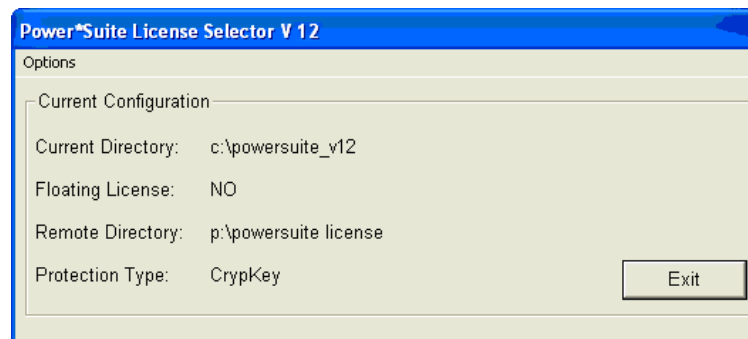 Power*Suite License Selector V 12
Options
Current Configuration
Current Directory: c:\powersuite_v12
Floating License: NO
Remote Directory: p:\powersuite license
Protection Type: CrypKey
Exit